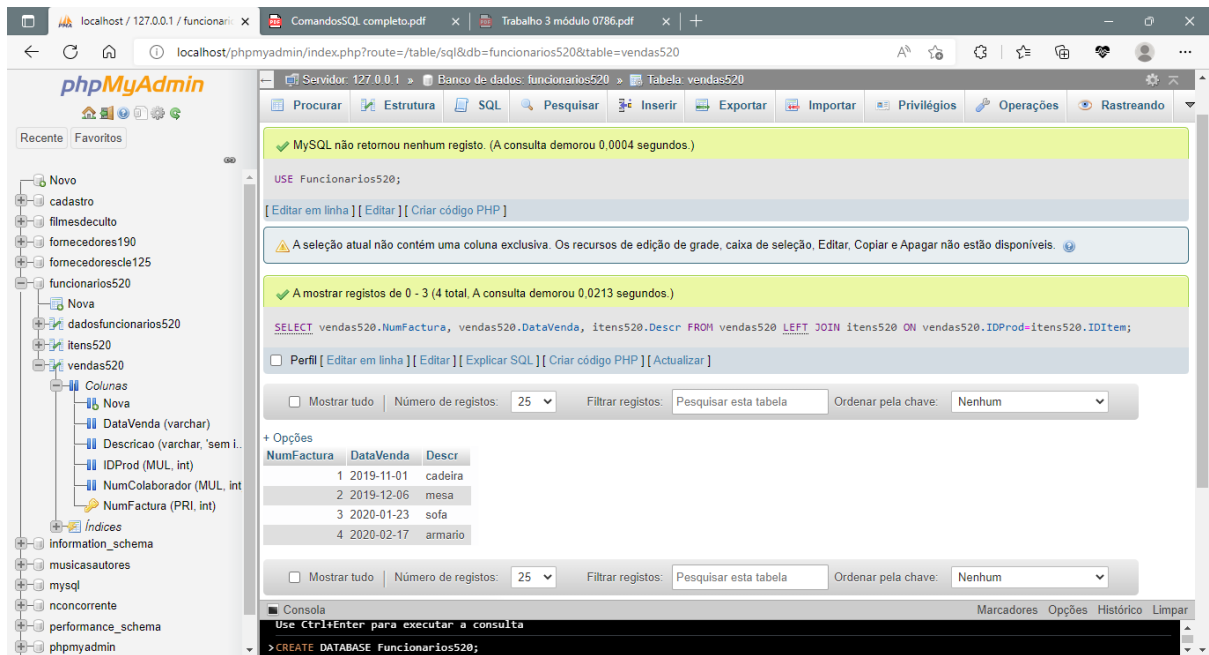 localhost / 127.0.0.1 / funcionari
ComandosSQL completo.pdf
Trabalho 3 módulo 0786.pdf
localhost/phpmyadmin/index.php?route=/table/sql&db=funcionarios520&table=vendas520
phpMyAdmin
Recente Favoritos
Novo
cadastro
filmesdeculto
fornecedores190
fornecedorescle125
funcionarios520
Nova
dadosfuncionarios520
itens520
vendas520
Colunas
Nova
DataVenda (varchar)
Descricao (varchar, 'sem i..
IDProd (MUL, int)
NumColaborador (MUL, int
NumFactura (PRI, int)
Índices
information_schema
musicasautores
mysql
nconcorrente
performance_schema
phpmyadmin
Servidor: 127.0.0.1 » Banco de dados: funcionarios520 » Tabela: vendas520
Procurar Estrutura SQL Pesquisar Inserir Exportar Importar Privilégios Operações Rastreando
MySQL não retornou nenhum registo. (A consulta demorou 0,0004 segundos.)
USE Funcionarios520;
[ Editar em linha ] [ Editar ] [ Criar código PHP ]
A seleção atual não contém uma coluna exclusiva. Os recursos de edição de grade, caixa de seleção, Editar, Copiar e Apagar não estão disponíveis.
A mostrar registos de 0 - 3 (4 total, A consulta demorou 0,0213 segundos.)
SELECT vendas520.NumFactura, vendas520.DataVenda, itens520.Descr FROM vendas520 LEFT JOIN itens520 ON vendas520.IDProd=itens520.IDItem;
Perfil [ Editar em linha ] [ Editar ] [ Explicar SQL ] [ Criar código PHP ] [ Actualizar ]
Mostrar tudo | Número de registos: 25 Filtrar registos: Pesquisar esta tabela Ordenar pela chave: Nenhum
+ Opções
NumFactura DataVenda Descr
1 2019-11-01 cadeira
2 2019-12-06 mesa
3 2020-01-23 sofa
4 2020-02-17 armario
Mostrar tudo | Número de registos: 25 Filtrar registos: Pesquisar esta tabela Ordenar pela chave: Nenhum
Consola Marcadores Opções Histórico Limpar
Use Ctrl+Enter para executar a consulta
>CREATE DATABASE Funcionarios520;